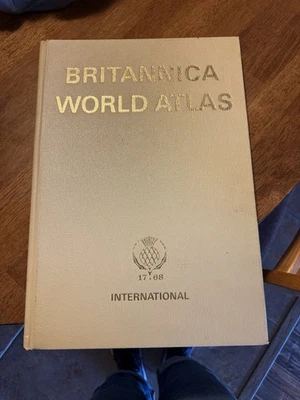 BRITANNICA
WORLD ATLAS
17 68
INTERNATIONAL